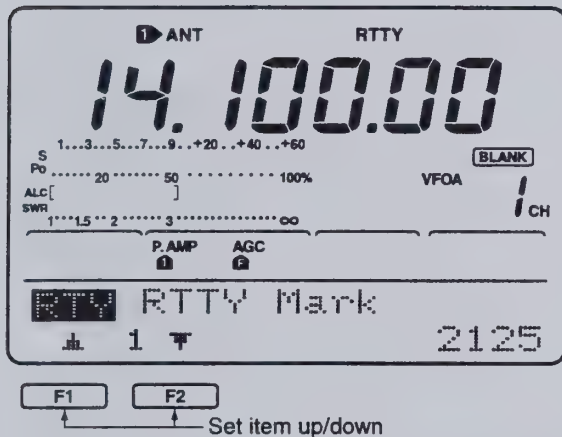 1 ANT RTTY
14.100.00
S 1...3...5...7...9..+20..+40..+60
Po ...... 20 ........ 50 .......... 100%
BLANK
VFOA 1 CH
ALC [ ]
SWR 1....1.5..2........3...............∞
P.AMP AGC
1 F
RTY RTTY Mark
1 2125
F1 F2
Set item up/down